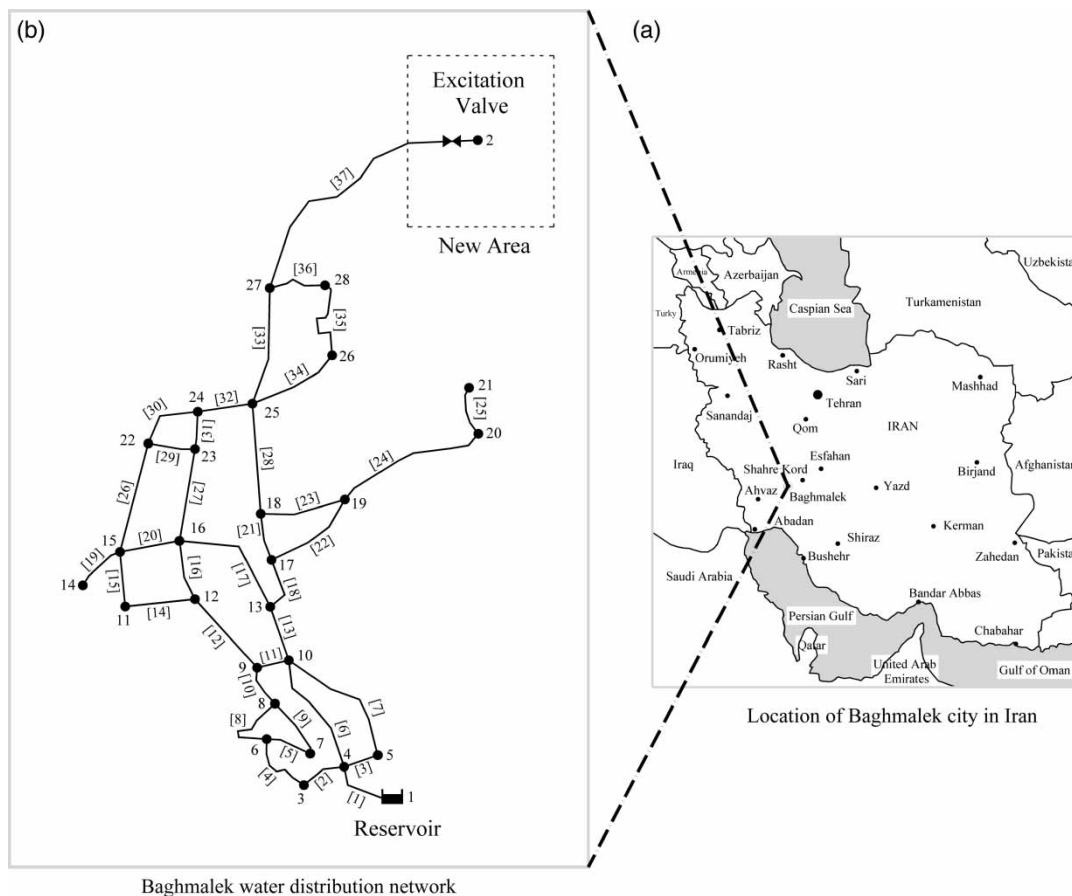 (b)
Excitation
Valve
2
[37]
New Area
[36]
27
28
[35]
[33]
26
[34]
21
24
[32]
25
[25]
[30]
[31]
22
20
[29]
23
[28]
[24]
[26]
[27]
[23]
19
18
15
[20]
16
[21]
[22]
[19]
17
14
[15]
[16]
[17]
[18]
11
[14]
12
13
[12]
[13]
[11]
10
9
[10]
[7]
8
[8]
[9]
[6]
6
[5]
7
4
5
[3]
[4]
[2]
3
[1]
1
Reservoir
Baghmalek water distribution network
(a)
Uzbekista
Armenia
Azerbaijan
Caspian Sea
Turkamenistan
Turky
Tabriz
Orumiyeh
Rasht
Sari
Mashhad
Sanandaj
Tehran
Qom
IRAN
Esfahan
Iraq
Shahre Kord
Birjand
Afghanistan
Ahvaz
Baghmalek
Yazd
Abadan
Kerman
Shiraz
Zahedan
Bushehr
Pakista
Saudi Arabia
Bandar Abbas
Persian Gulf
Chabahar
Qatar
United Arab
Emirates
Gulf of Oman
Location of Baghmalek city in Iran